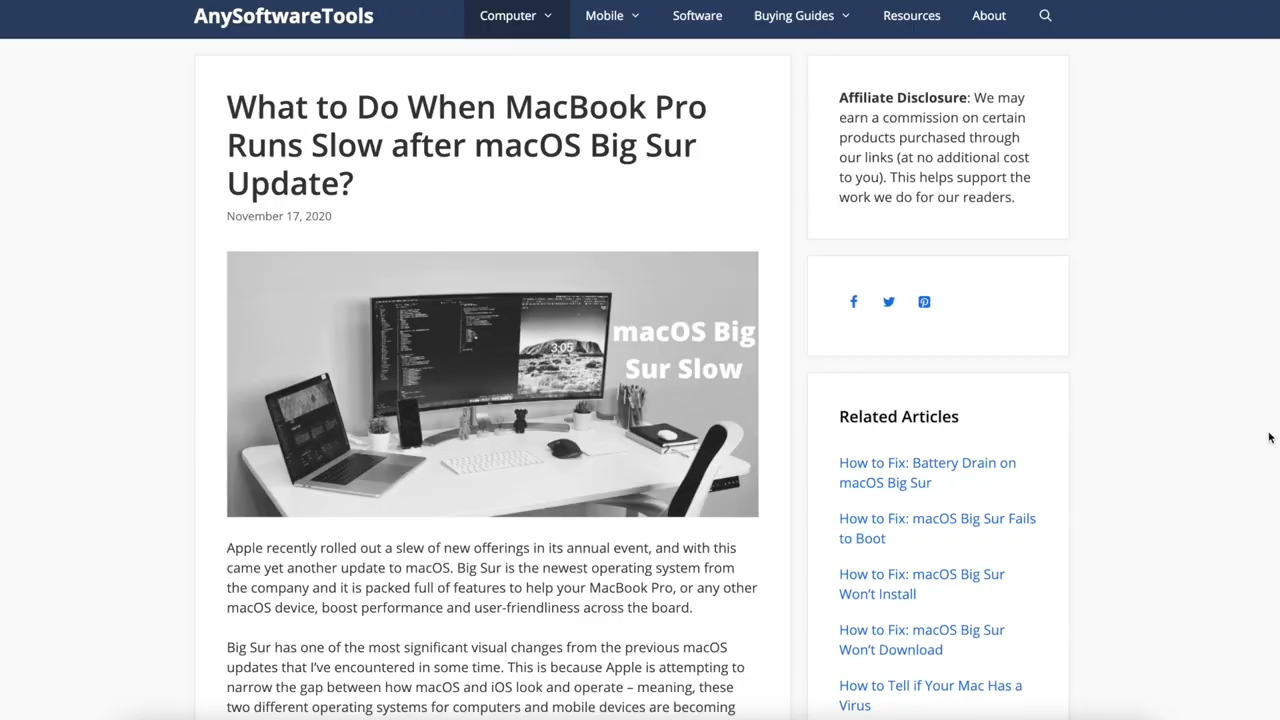 AnySoftwareTools
Computer
Mobile
Software
Buying Guides
Resources
About
What to Do When MacBook Pro
Runs Slow after macOS Big Sur
Update?
November 17, 2020
3:05
macOS Big
Sur Slow
Apple recently rolled out a slew of new offerings in its annual event, and with this
came yet another update to macOS. Big Sur is the newest operating system from
the company and it is packed full of features to help your MacBook Pro, or any other
macOS device, boost performance and user-friendliness across the board.
Big Sur has one of the most significant visual changes from the previous macOS
updates that I’ve encountered in some time. This is because Apple is attempting to
narrow the gap between how macOS and iOS look and operate – meaning, these
two different operating systems for computers and mobile devices are becoming
Affiliate Disclosure: We may
earn a commission on certain
products purchased through
our links (at no additional cost
to you). This helps support the
work we do for our readers.
Related Articles
How to Fix: Battery Drain on
macOS Big Sur
How to Fix: macOS Big Sur Fails
to Boot
How to Fix: macOS Big Sur
Won’t Install
How to Fix: macOS Big Sur
Won’t Download
How to Tell if Your Mac Has a
Virus